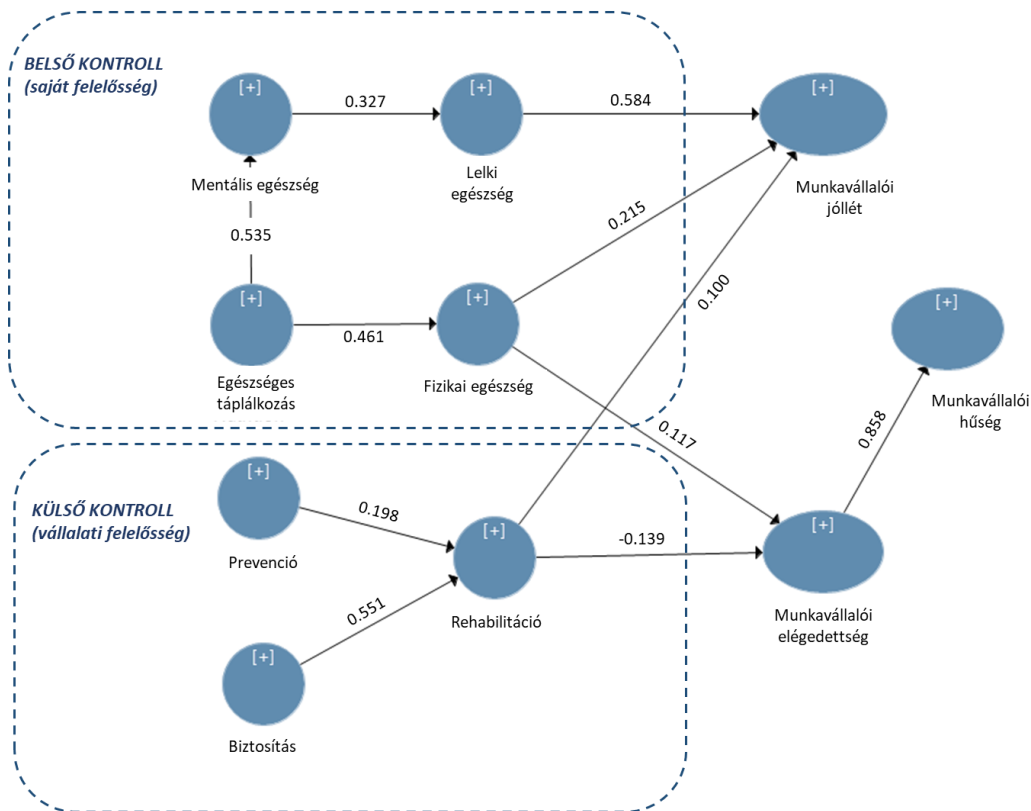 BELSŐ KONTROLL
(saját felelősség)
[+]
0.327
[+]
0.584
[+]
Mentális egészség
Lelki
egészség
Munkavállalói
jóllét
0.535
0.215
0.100
[+]
0.461
[+]
[+]
Egészséges
táplálkozás
Fizikai egészség
Munkavállalói
hűség
0.117
0.858
KÜLSŐ KONTROLL
(vállalati felelősség)
[+]
0.198
[+]
-0.139
[+]
Prevenció
Rehabilitáció
Munkavállalói
elégedettség
0.551
[+]
Biztosítás